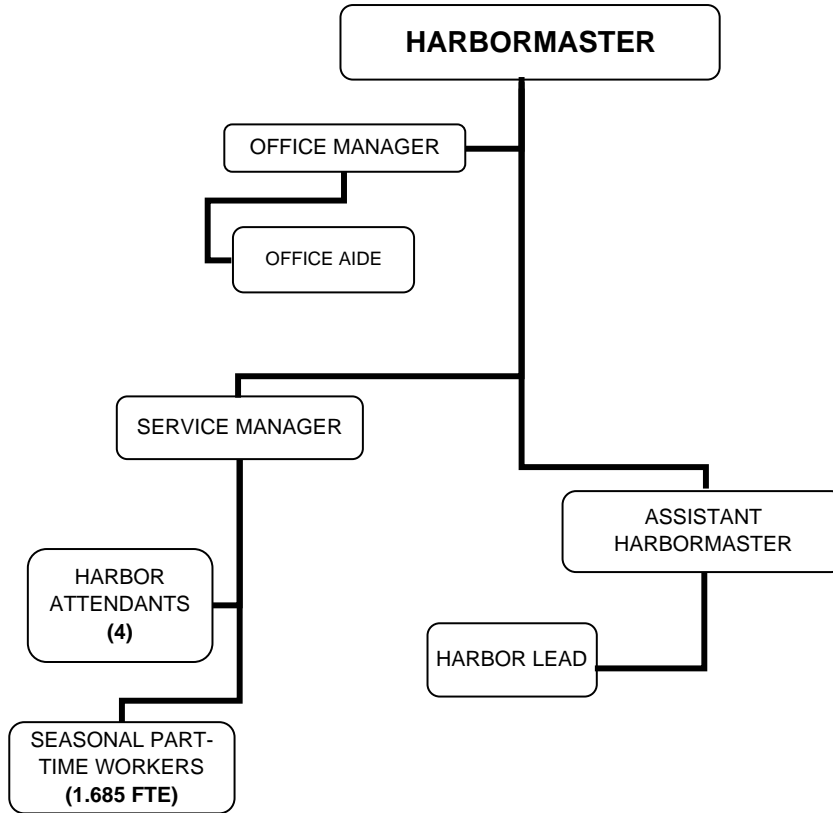 HARBORMASTER
OFFICE MANAGER
OFFICE AIDE
SERVICE MANAGER
ASSISTANT
HARBORMASTER
HARBOR
ATTENDANTS
(4)
HARBOR LEAD
SEASONAL PART-
TIME WORKERS
(1.685 FTE)